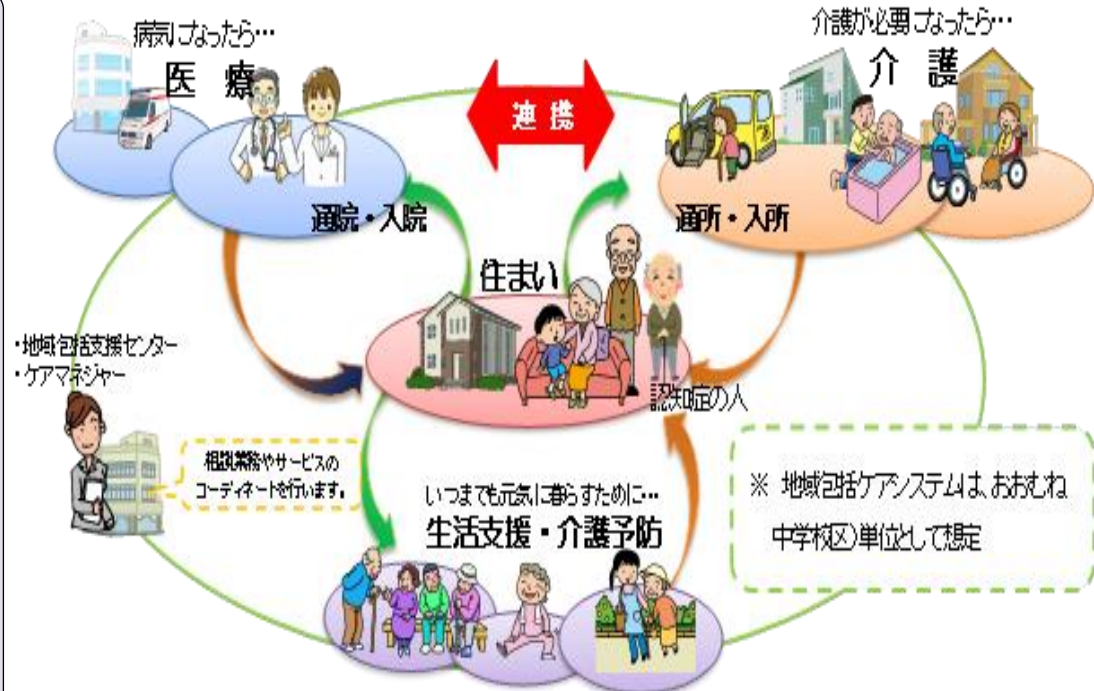 病気になったら…
医 療
介護が必要になったら…
介 護
連 携
通院・入院
通所・入所
住まい
・地域包括支援センター
・ケアマネジャー
認知症の人
相談業務やサービスの
コーディネートを行います。
いつまでも元気に暮らすために…
生活支援・介護予防
※ 地域包括ケアシステムは、おおむね
中学校区)単位として想定